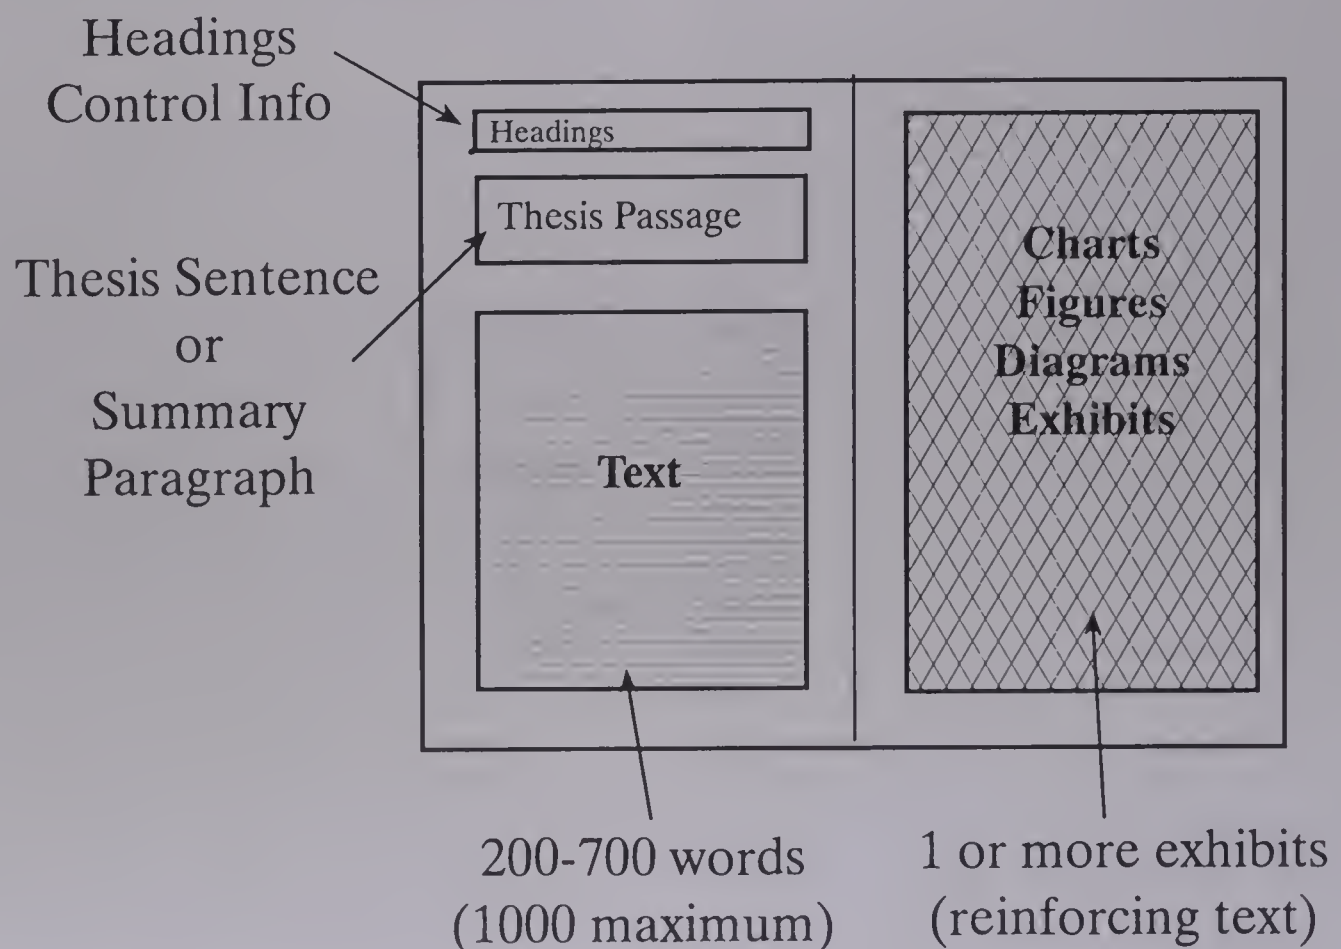 Headings
Control Info
Headings
Thesis Passage
Thesis Sentence
or
Summary
Paragraph
Text
Charts
Figures
Diagrams
Exhibits
200-700 words
(1000 maximum)
1 or more exhibits
(reinforcing text)